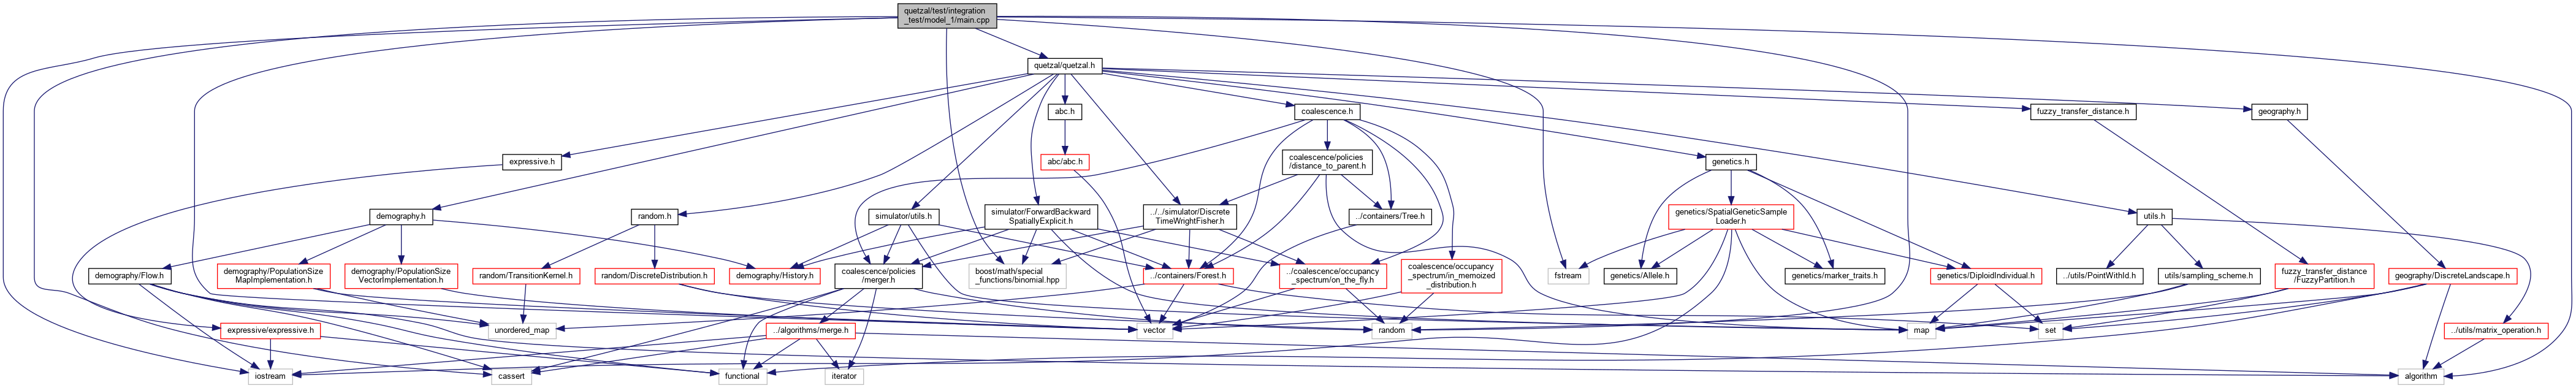 quetzal/test/integration
_test/model_1/main.cpp
quetzal/quetzal.h
abc.h
coalescence.h
fuzzy_transfer_distance.h
geography.h
expressive.h
abc/abc.h
coalescence/policies
/distance_to_parent.h
genetics.h
demography.h
random.h
simulator/utils.h
simulator/ForwardBackward
SpatiallyExplicit.h
../../simulator/Discrete
TimeWrightFisher.h
../containers/Tree.h
genetics/SpatialGeneticSample
Loader.h
utils.h
demography/Flow.h
demography/PopulationSize
MapImplementation.h
demography/PopulationSize
VectorImplementation.h
random/TransitionKernel.h
random/DiscreteDistribution.h
demography/History.h
coalescence/policies
/merger.h
boost/math/special
_functions/binomial.hpp
../containers/Forest.h
../coalescence/occupancy
_spectrum/on_the_fly.h
coalescence/occupancy
_spectrum/in_memoized
_distribution.h
fstream
genetics/Allele.h
genetics/marker_traits.h
genetics/DiploidIndividual.h
../utils/PointWithId.h
utils/sampling_scheme.h
fuzzy_transfer_distance
/FuzzyPartition.h
geography/DiscreteLandscape.h
expressive/expressive.h
unordered_map
../algorithms/merge.h
vector
random
map
set
../utils/matrix_operation.h
iostream
cassert
functional
iterator
algorithm